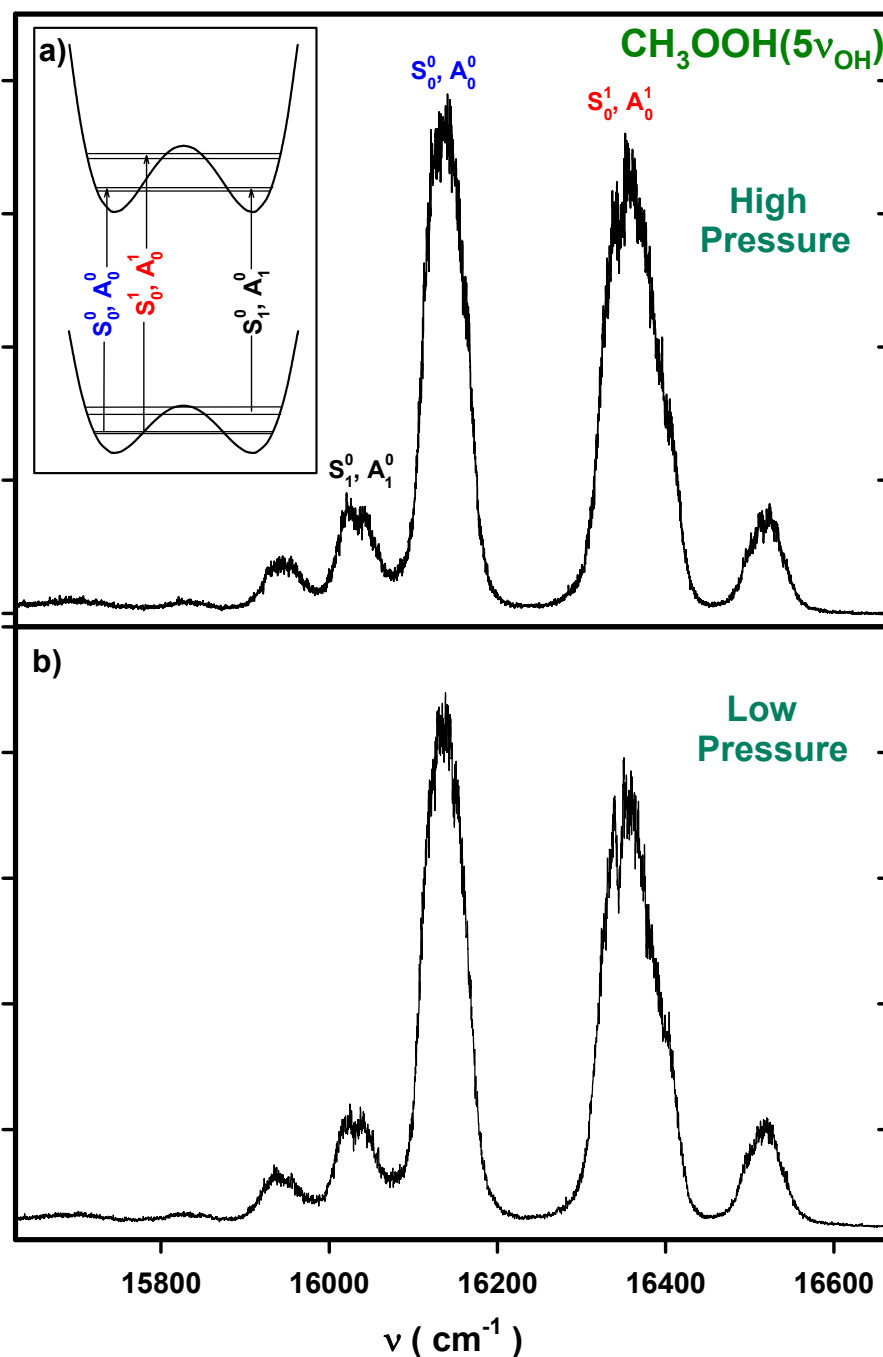 a)
CH₃OOH(5ν_OH)
S₀⁰, A₀⁰
S₀¹, A₀¹
High
Pressure
S₀⁰, A₀⁰
S₀¹, A₀¹
S₁⁰, A₁⁰
S₁⁰, A₁⁰
b)
Low
Pressure
15800 16000 16200 16400 16600
ν ( cm⁻¹ )